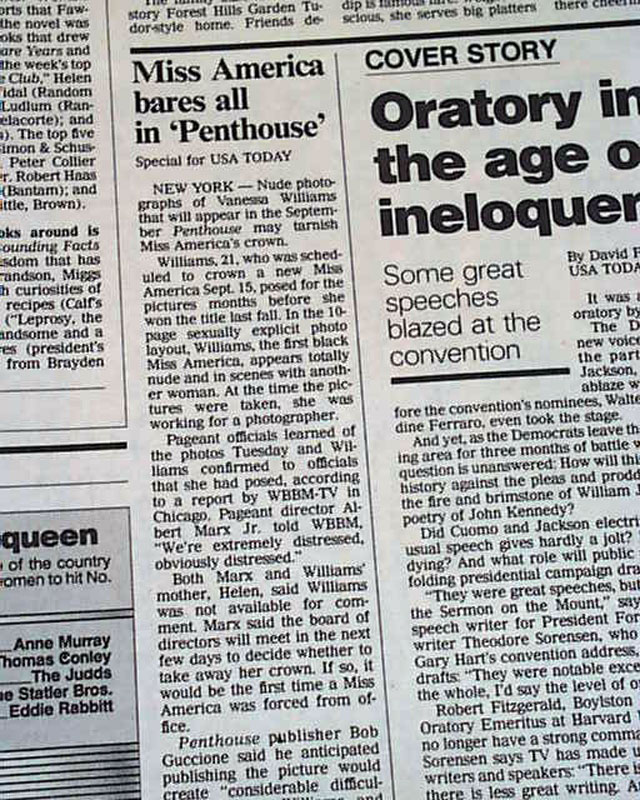 orts that Faw-
the novel was
ooks that drew
are Years and
the week's top
Club," Helen
Vidal (Random
Ludlum (Ran-
elacorte); and
s). The top five
imon & Schus-
Peter Collier
r. Robert Haas
(Bantam); and
ittle, Brown).
oks around is
ounding Facts
sdom that has
randson, Miggs
h curiosities of
recipes (Calf's
("Leprosy, the
andsome and a
res (president's
from Brayden
queen
of the country
omen to hit No.
Anne Murray
Thomas Conley
The Judds
Statler Bros.
Eddie Rabbitt
story Forest Hills Garden Tu-
dor-style home. Friends de-
scious, she serves big platters
Miss America
bares all
in 'Penthouse'
Special for USA TODAY
NEW YORK — Nude photo-
graphs of Vanessa Williams
that will appear in the Septem-
ber Penthouse may tarnish
Miss America's crown.
Williams, 21, who was sched-
uled to crown a new Miss
America Sept. 15, posed for the
pictures months before she
won the title last fall. In the 10-
page sexually explicit photo
layout, Williams, the first black
Miss America, appears totally
nude and in scenes with anoth-
er woman. At the time the pic-
tures were taken, she was
working for a photographer.
Pageant officials learned of
the photos Tuesday and Wil-
liams confirmed to officials
that she had posed, according
to a report by WBBM-TV in
Chicago. Pageant director Al-
bert Marx Jr. told WBBM,
"We're extremely distressed,
obviously distressed."
Both Marx and Williams'
mother, Helen, said Williams
was not available for com-
ment. Marx said the board of
directors will meet in the next
few days to decide whether to
take away her crown. If so, it
would be the first time a Miss
America was forced from of-
fice.
Penthouse publisher Bob
Guccione said he anticipated
publishing the picture would
create "considerable difficul-
COVER STORY
Oratory in
the age o
ineloquen
Some great
speeches
blazed at the
convention
By David F
USA TODA
It was
oratory by
The D
new voice
the part
Jackson,
ablaze w
fore the convention's nominees, Walte
dine Ferraro, even took the stage.
And yet, as the Democrats leave th
ing area for three months of battle w
question is unanswered: How will this
history against the pleas and prodd
the fire and brimstone of William J
poetry of John Kennedy?
Did Cuomo and Jackson electri
usual speech gives hardly a jolt?
dying? And what role will public
folding presidential campaign dra
"They were great speeches, bu
the Sermon on the Mount," say
speech writer for President For
writer Theodore Sorensen, who
Gary Hart's convention address,
drafts: "They were notable exce
the whole, I'd say the level of o
Robert Fitzgerald, Boylston
Oratory Emeritus at Harvard
no longer have a strong comma
Sorensen says TV has made
writers and speakers: "There i
there is less great writing. A